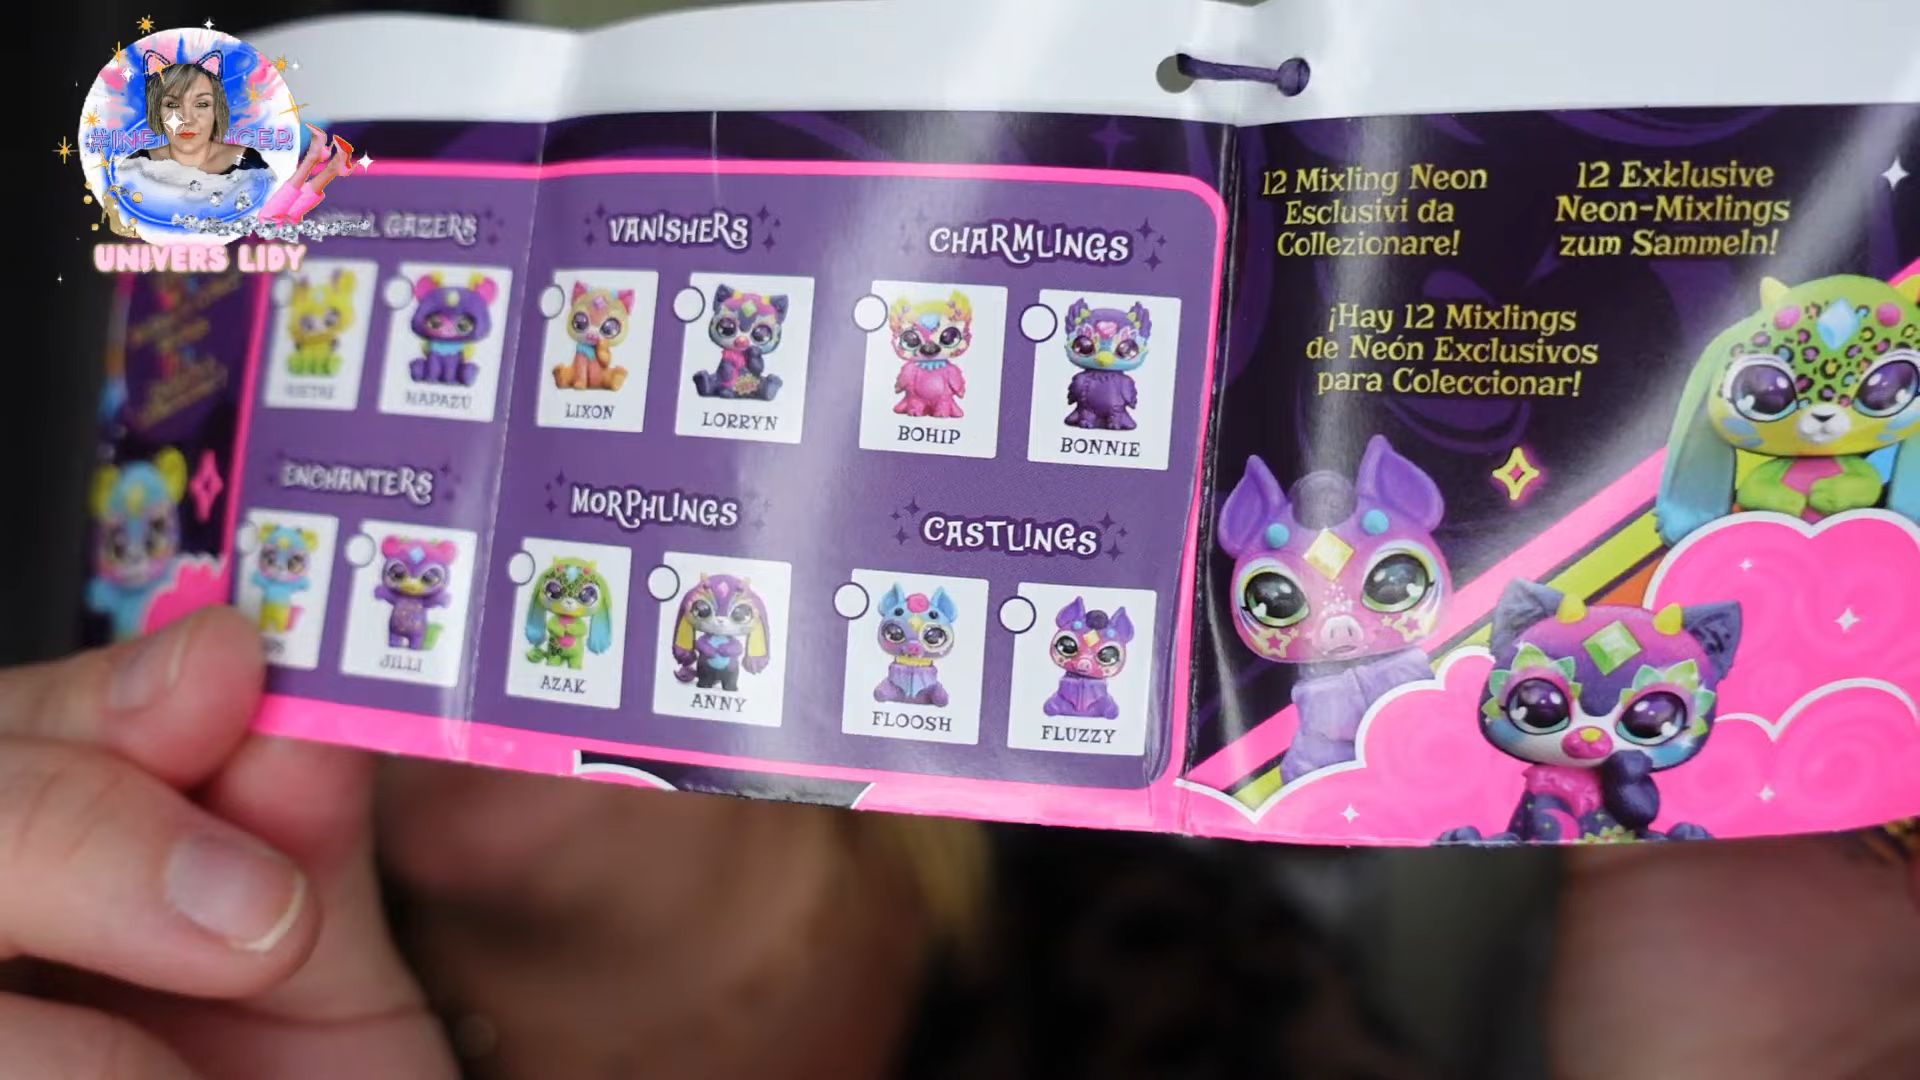 UNIVERS LIDY
GAZERS
NAPAZU
ENCHANTERS
JILLI
VANISHERS
LIXON
LORRYN
MORPHLINGS
AZAK
ANNY
CHARMLINGS
BOHIP
BONNIE
CASTLINGS
FLOOSH
FLUZZY
12 Mixling Neon
Esclusivi da
Collezionare!
12 Exklusive
Neon-Mixlings
zum Sammeln!
¡Hay 12 Mixlings
de Neón Exclusivos
para Coleccionar!